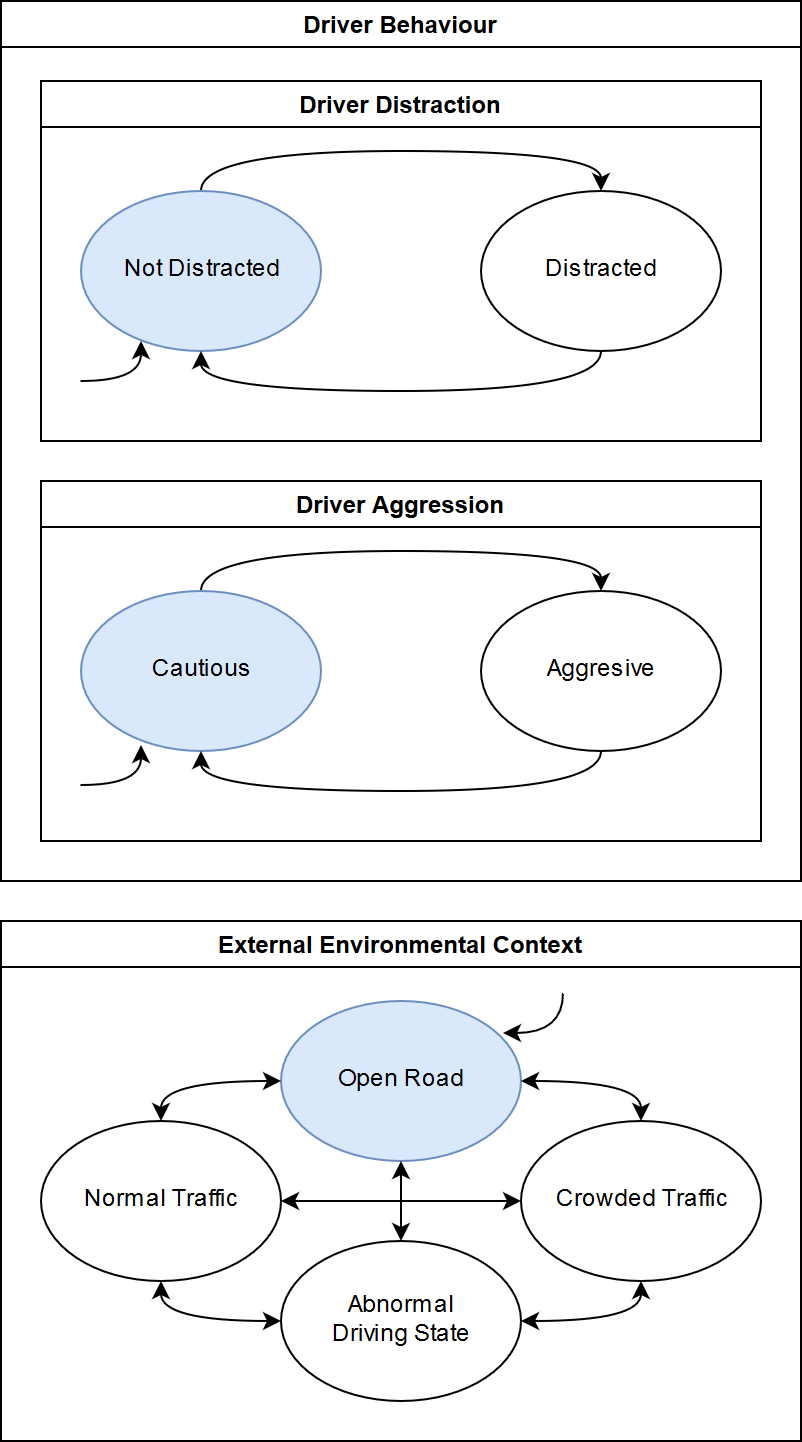 Driver Behaviour
Driver Distraction
Not Distracted
Distracted
Driver Aggression
Cautious
Aggresive
External Environmental Context
Open Road
Normal Traffic
Crowded Traffic
Abnormal
Driving State